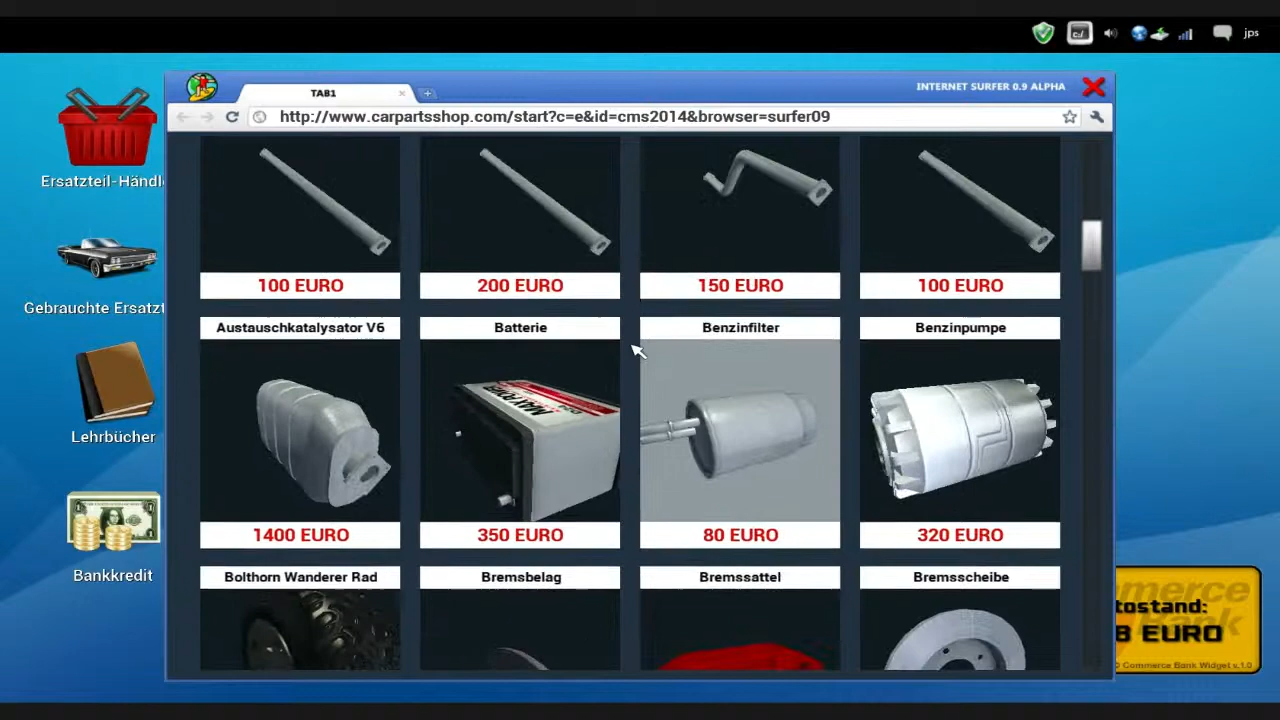 jps
TAB1
INTERNET SURFER 0.9 ALPHA
http://www.carpartsshop.com/start?c=e&id=cms2014&browser=surfer09
Ersatzteil-Händl
Gebrauchte Ersatzt
Lehrbücher
Bankkredit
100 EURO
200 EURO
150 EURO
100 EURO
Austauschkatalysator V6
Batterie
Benzinfilter
Benzinpumpe
1400 EURO
350 EURO
80 EURO
320 EURO
Bolthorn Wanderer Rad
Bremsbelag
Bremssattel
Bremsscheibe
mmerce
Bank
tostand:
8 EURO
© Commerce Bank Widget v.1.0